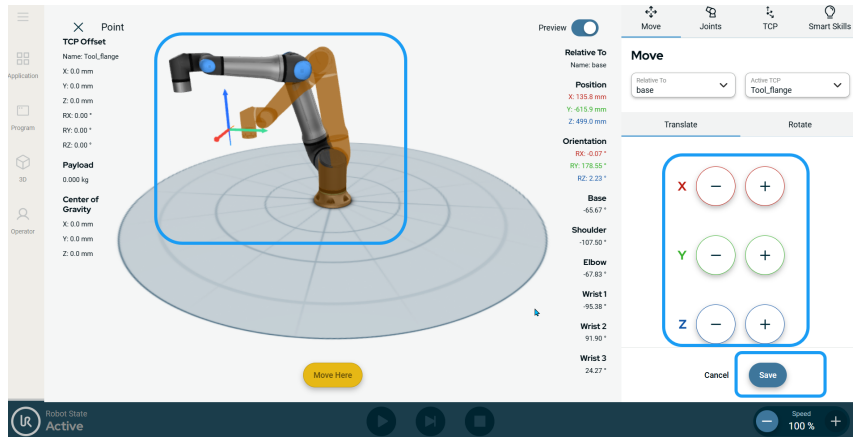 Application
Program
3D
Operator
Point
TCP Offset
Name: Tool_flange
X: 0.0 mm
Y: 0.0 mm
Z: 0.0 mm
RX: 0.00 °
RY: 0.00 °
RZ: 0.00 °
Payload
0.000 kg
Center of
Gravity
X: 0.0 mm
Y: 0.0 mm
Z: 0.0 mm
Preview
Relative To
Name: base
Position
X: 135.8 mm
Y: -615.9 mm
Z: 499.0 mm
Orientation
RX: -0.07 °
RY: 178.55 °
RZ: 2.23 °
Base
-65.67 °
Shoulder
-107.50 °
Elbow
-67.83 °
Wrist 1
-95.38 °
Wrist 2
91.90 °
Wrist 3
24.27 °
Move Here
Move Joints TCP Smart Skills
Move
Relative To
base
Active TCP
Tool_flange
Translate Rotate
X − +
Y − +
Z − +
Cancel Save
UR
Robot State
Active
Speed
− 100 % +